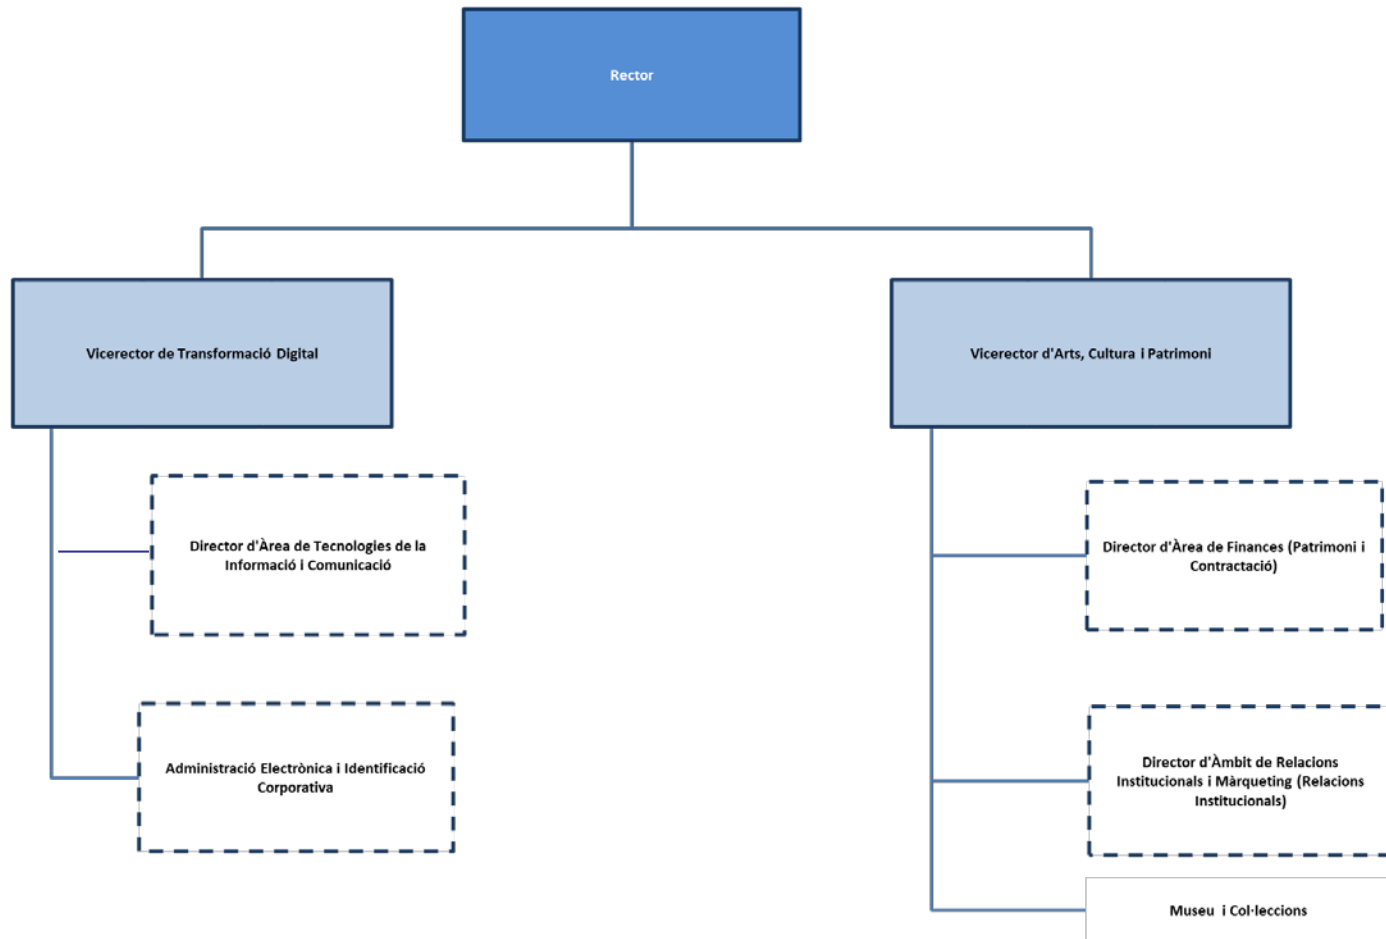 Rector
Vicerector de Transformació Digital
Vicerector d'Arts, Cultura i Patrimoni
Director d'Àrea de Tecnologies de la
Informació i Comunicació
Director d'Àrea de Finances (Patrimoni i
Contractació)
Administració Electrònica i Identificació
Corporativa
Director d'Àmbit de Relacions
Institucionals i Màrqueting (Relacions
Institucionals)
Museu i Col·leccions